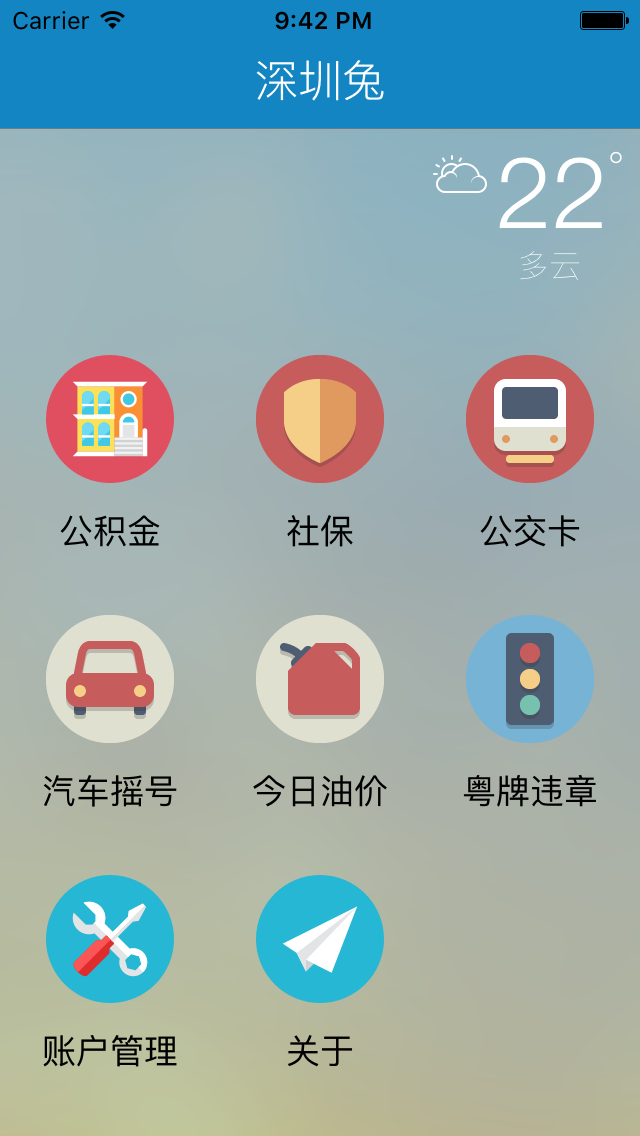 Carrier 9:42 PM
深圳兔
22°
多云
公积金 社保 公交卡
汽车摇号 今日油价 粤牌违章
账户管理 关于